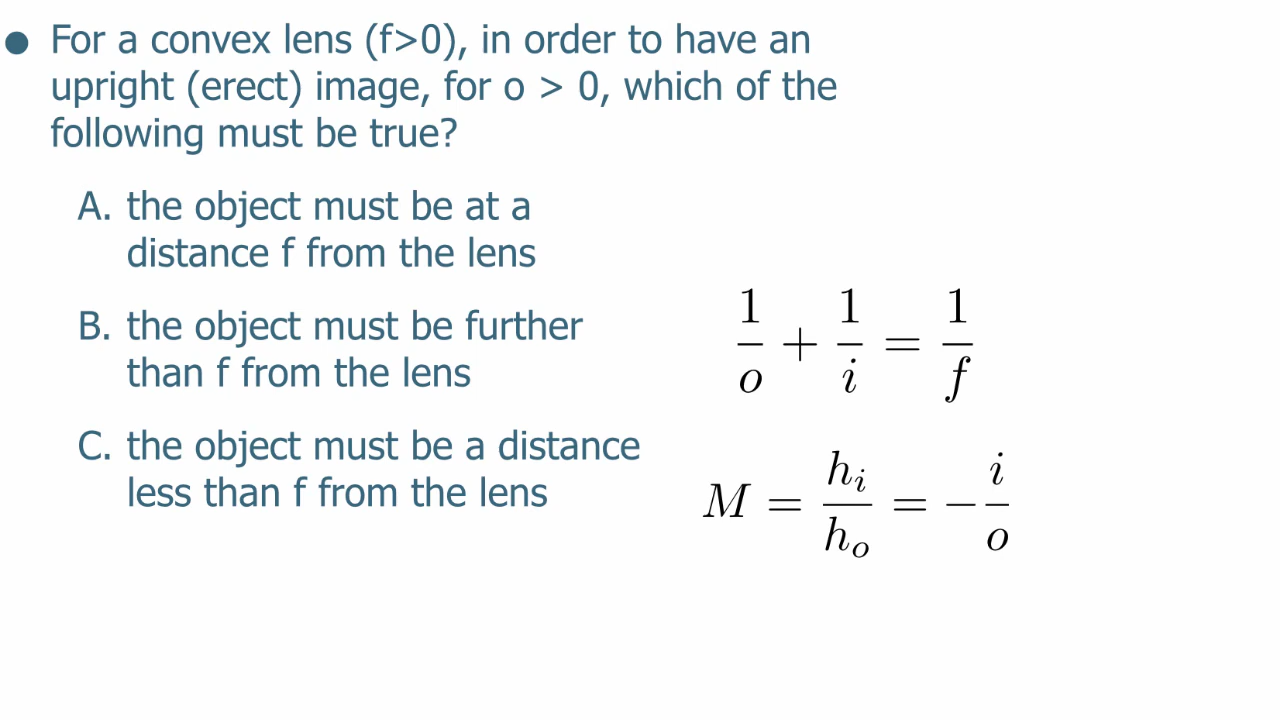 ● For a convex lens (f>0), in order to have an
upright (erect) image, for o > 0, which of the
following must be true?
A. the object must be at a
distance f from the lens
B. the object must be further
than f from the lens
C. the object must be a distance
less than f from the lens
1/o + 1/i = 1/f
M = hᵢ/hₒ = −i/o